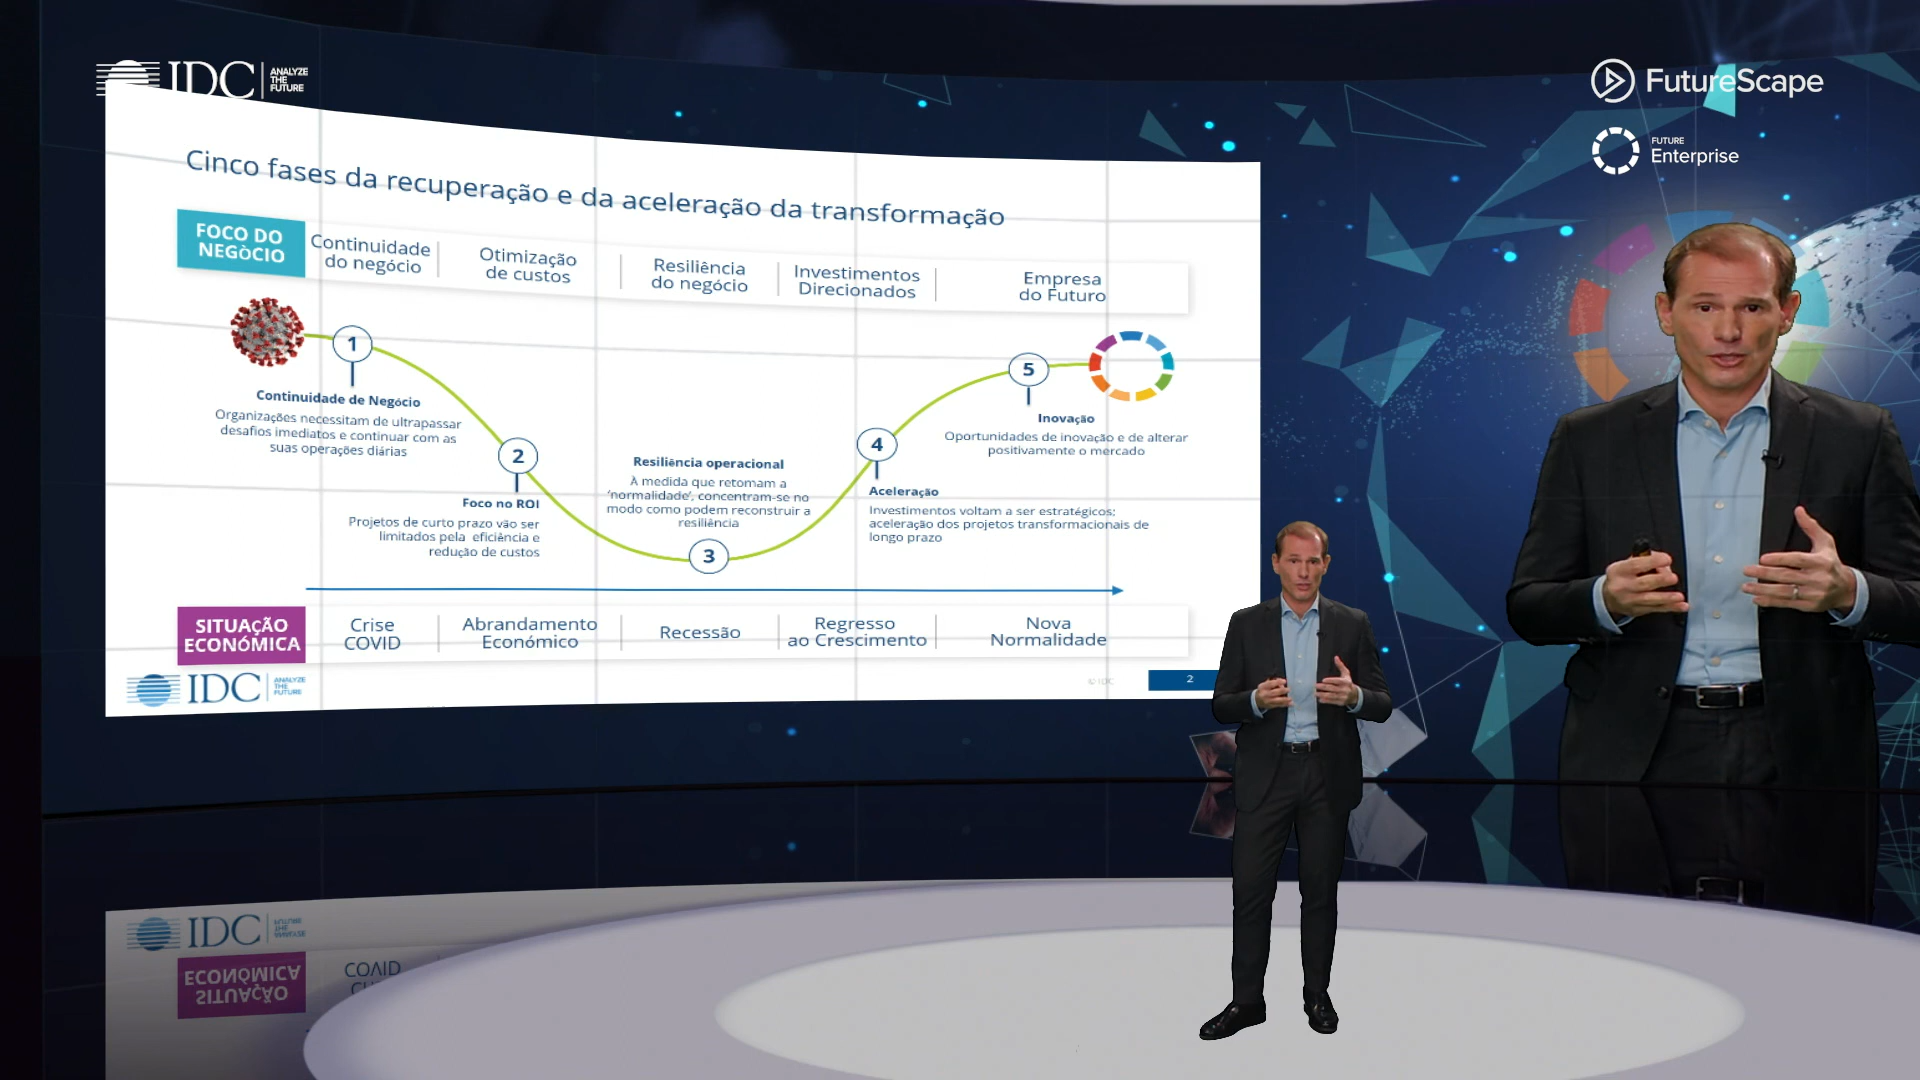 IDC
ANALYZE
THE
FUTURE
FutureScape
FUTURE
Enterprise
Cinco fases da recuperação e da aceleração da transformação
FOCO DO
NEGÒCIO
Continuidade
do negócio
Otimização
de custos
Resiliência
do negócio
Investimentos
Direcionados
Empresa
do Futuro
1
Continuidade de Negócio
Organizações necessitam de ultrapassar
desafios imediatos e continuar com as
suas operações diárias
2
Foco no ROI
Projetos de curto prazo vão ser
limitados pela eficiência e
redução de custos
Resiliência operacional
À medida que retomam a
‘normalidade’, concentram-se no
modo como podem reconstruir a
resiliência
3
4
Aceleração
Investimentos voltam a ser estratégicos;
aceleração dos projetos transformacionais de
longo prazo
5
Inovação
Oportunidades de inovação e de alterar
positivamente o mercado
SITUAÇÃO
ECONÓMICA
Crise
COVID
Abrandamento
Económico
Recessão
Regresso
ao Crescimento
Nova
Normalidade
IDC
ANALYZE
THE
FUTURE
© IDC
2